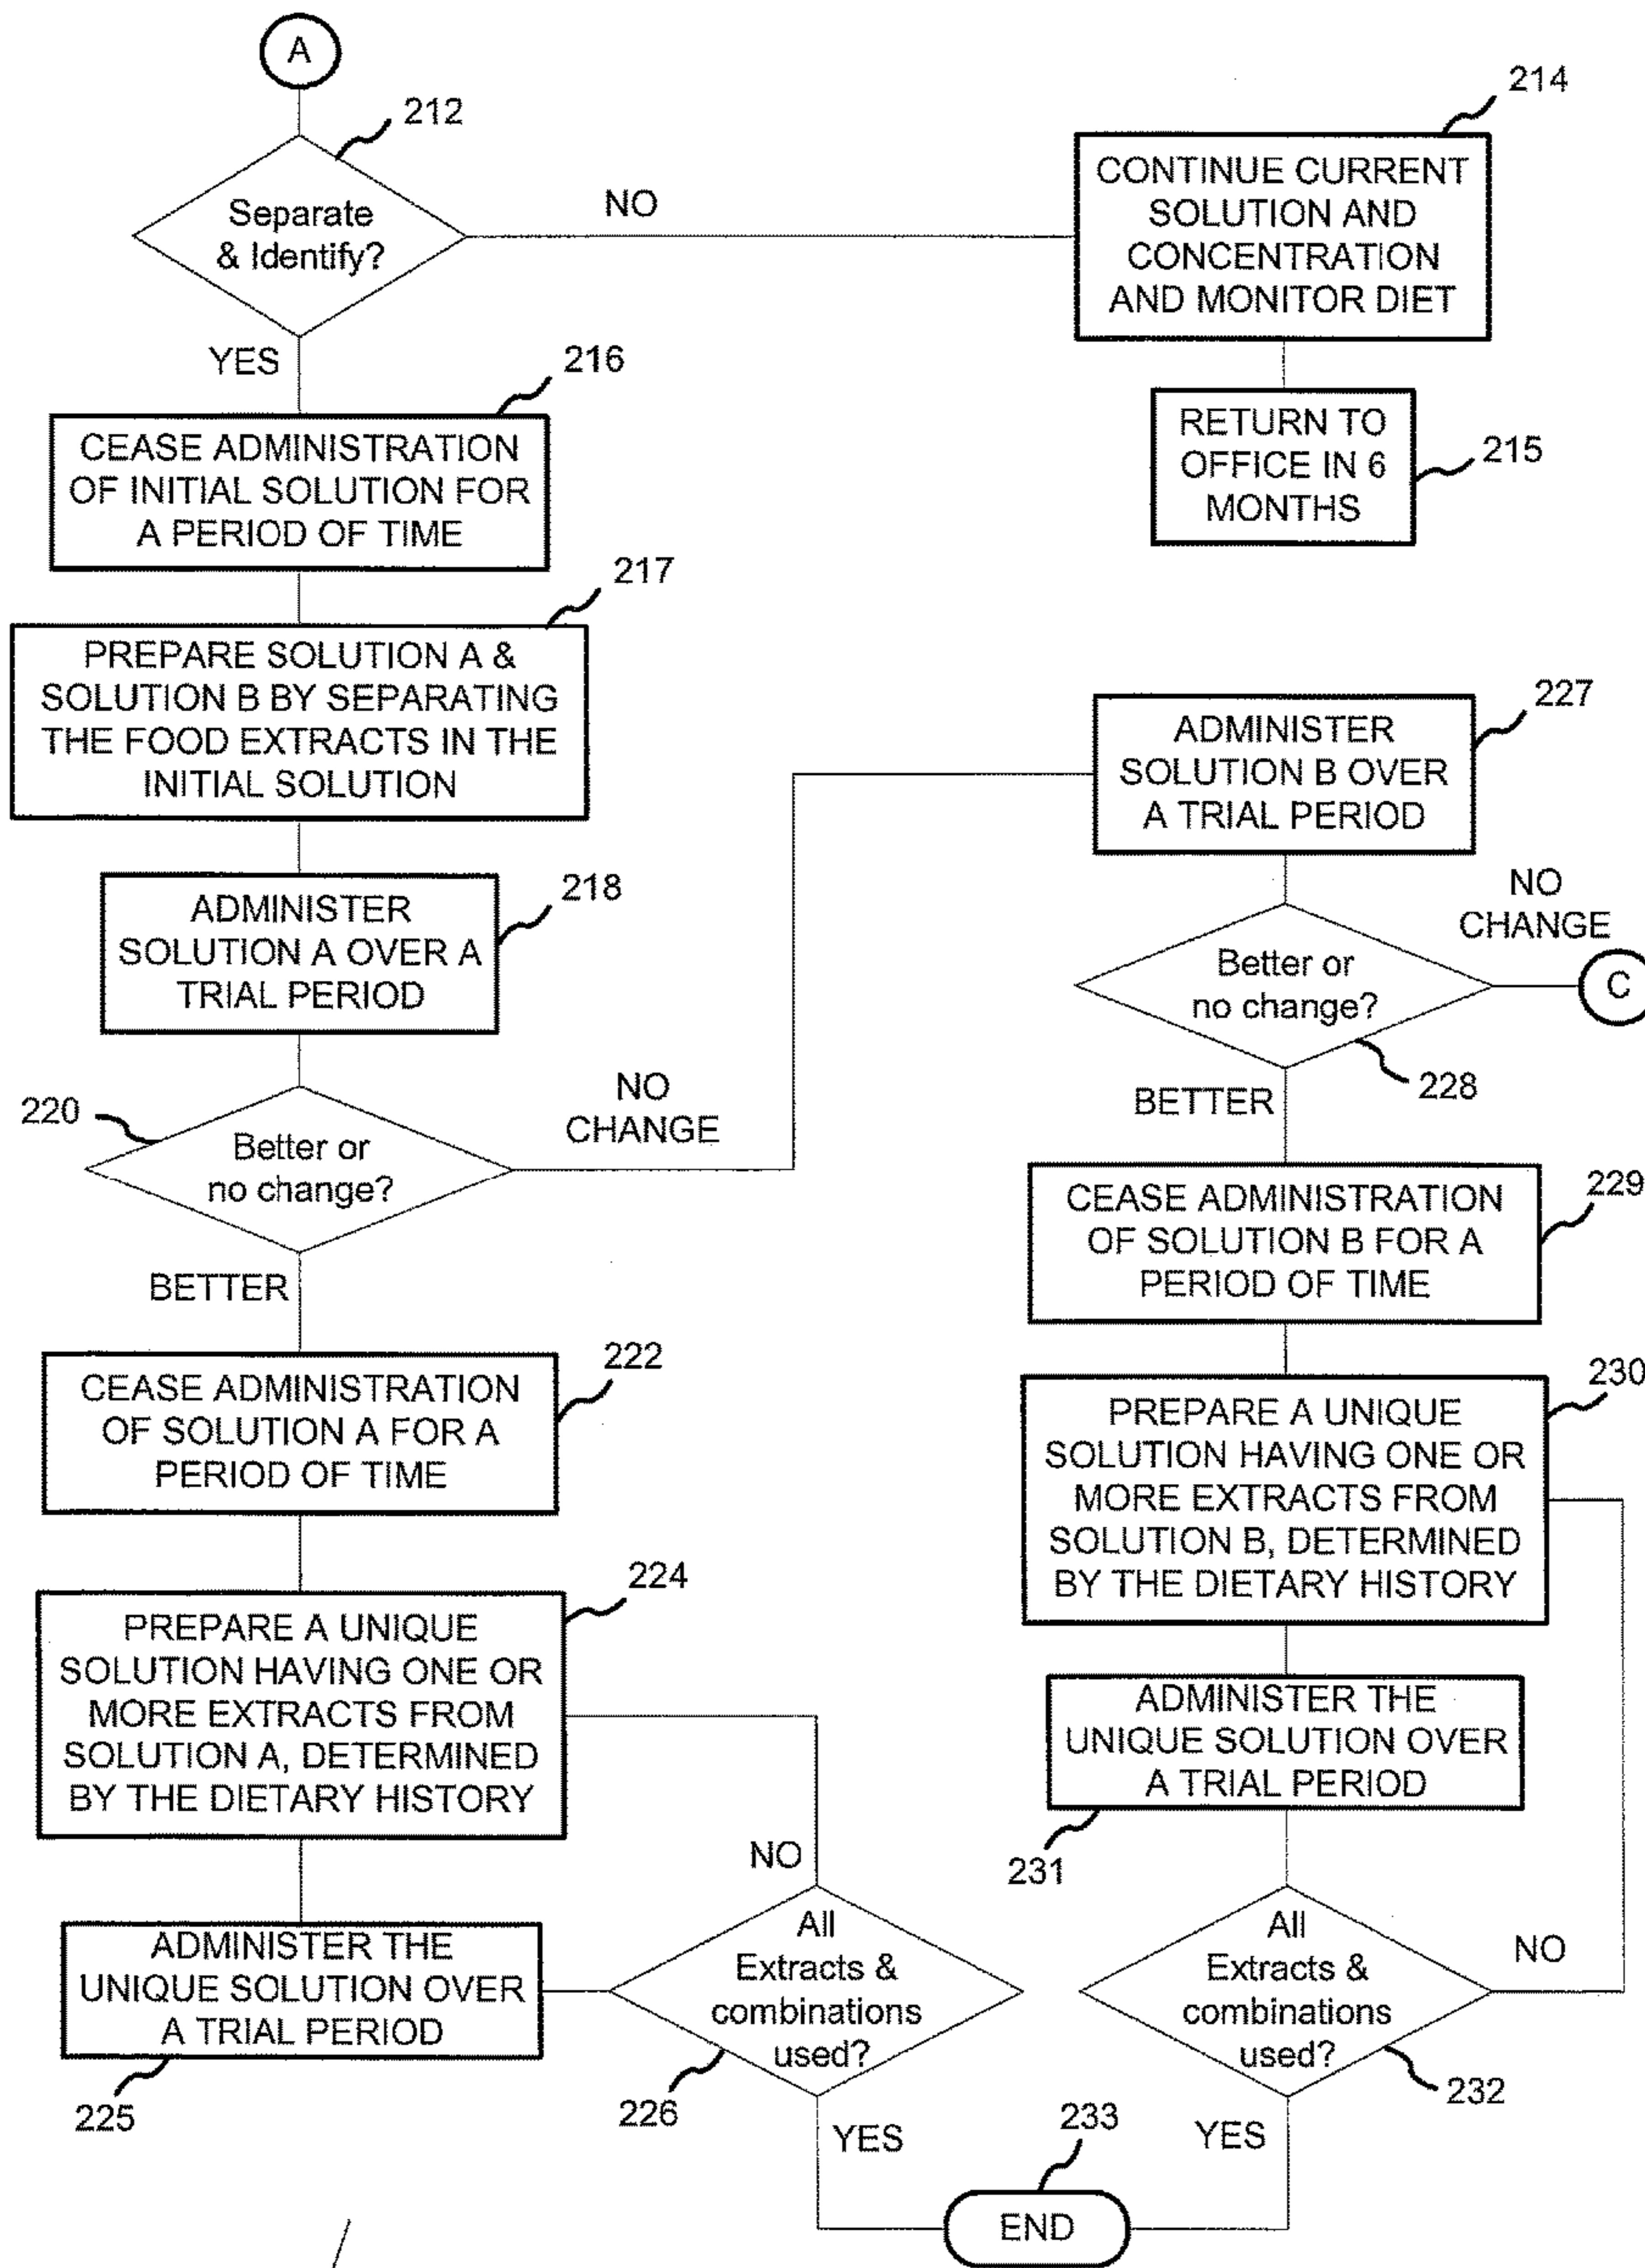 A
212
Separate
& Identify?
NO
214
CONTINUE CURRENT
SOLUTION AND
CONCENTRATION
AND MONITOR DIET
YES
216
CEASE ADMINISTRATION
OF INITIAL SOLUTION FOR
A PERIOD OF TIME
RETURN TO
OFFICE IN 6
MONTHS
215
217
PREPARE SOLUTION A &
SOLUTION B BY SEPARATING
THE FOOD EXTRACTS IN THE
INITIAL SOLUTION
218
ADMINISTER
SOLUTION A OVER A
TRIAL PERIOD
220
Better or
no change?
NO
CHANGE
227
ADMINISTER
SOLUTION B OVER
A TRIAL PERIOD
NO
CHANGE
Better or
no change?
C
228
BETTER
229
CEASE ADMINISTRATION
OF SOLUTION B FOR A
PERIOD OF TIME
BETTER
222
CEASE ADMINISTRATION
OF SOLUTION A FOR A
PERIOD OF TIME
230
PREPARE A UNIQUE
SOLUTION HAVING ONE OR
MORE EXTRACTS FROM
SOLUTION B, DETERMINED
BY THE DIETARY HISTORY
224
PREPARE A UNIQUE
SOLUTION HAVING ONE OR
MORE EXTRACTS FROM
SOLUTION A, DETERMINED
BY THE DIETARY HISTORY
ADMINISTER THE
UNIQUE SOLUTION OVER
A TRIAL PERIOD
231
NO
ADMINISTER THE
UNIQUE SOLUTION OVER
A TRIAL PERIOD
225
All
Extracts &
combinations
used?
226
YES
All
Extracts &
combinations
used?
NO
232
YES
233
END